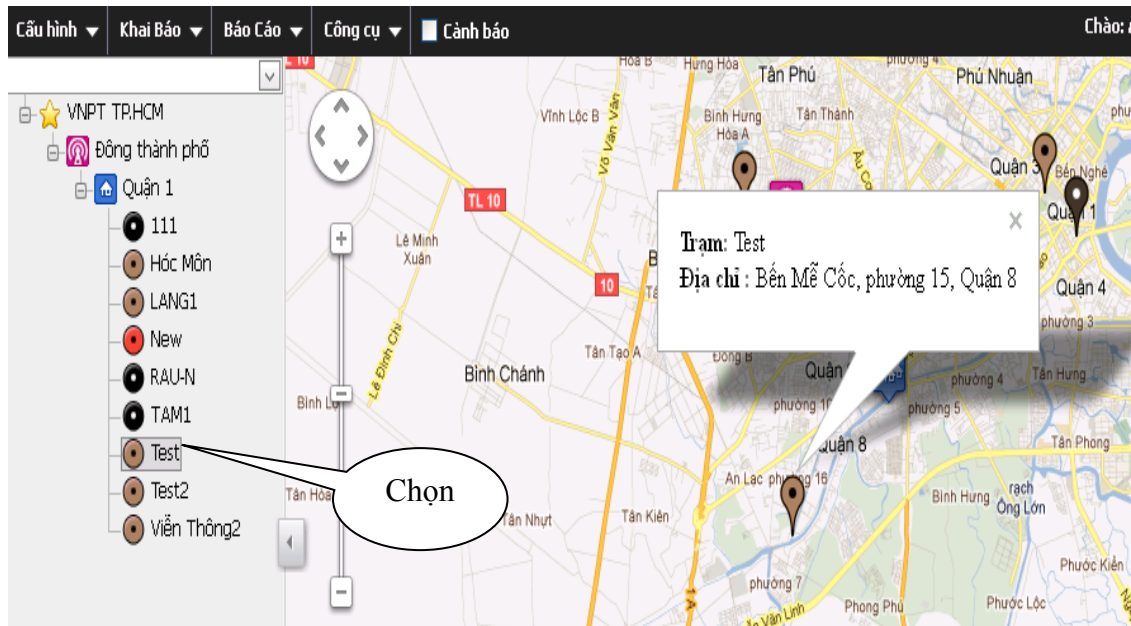 Cấu hình Khai Báo Báo Cáo Công cụ Cảnh báo Chào:
VNPT TP.HCM
Đông thành phố
Quận 1
111
Hóc Môn
LANG1
New
RAU-N
TAM1
Test
Test2
Viễn Thông2
Chọn
Trạm: Test
Địa chỉ : Bến Mễ Cốc, phường 15, Quận 8
Hưng Hòa
Tân Phú
phường 4
Phú Nhuận
Vĩnh Lộc B
Võ Văn Vân
Bình Hưng
Hòa A
Tân Thành
Quận 3
Bến Nghé
TL 10
Lê Minh
Xuân
10
Quận 4
phường 3
Lê Đình Chi
Tân Tạo A
Bình Chánh
phường 4
Tân Hưng
phường 5
Quận 8
Tân Phong
An Lạc
phường 16
Bình Hưng
rạch
Ông Lớn
Tân Nhựt
Tân Kiên
Phước Kiển
phường 7
1 A
Phong Phú
Phước Lộc